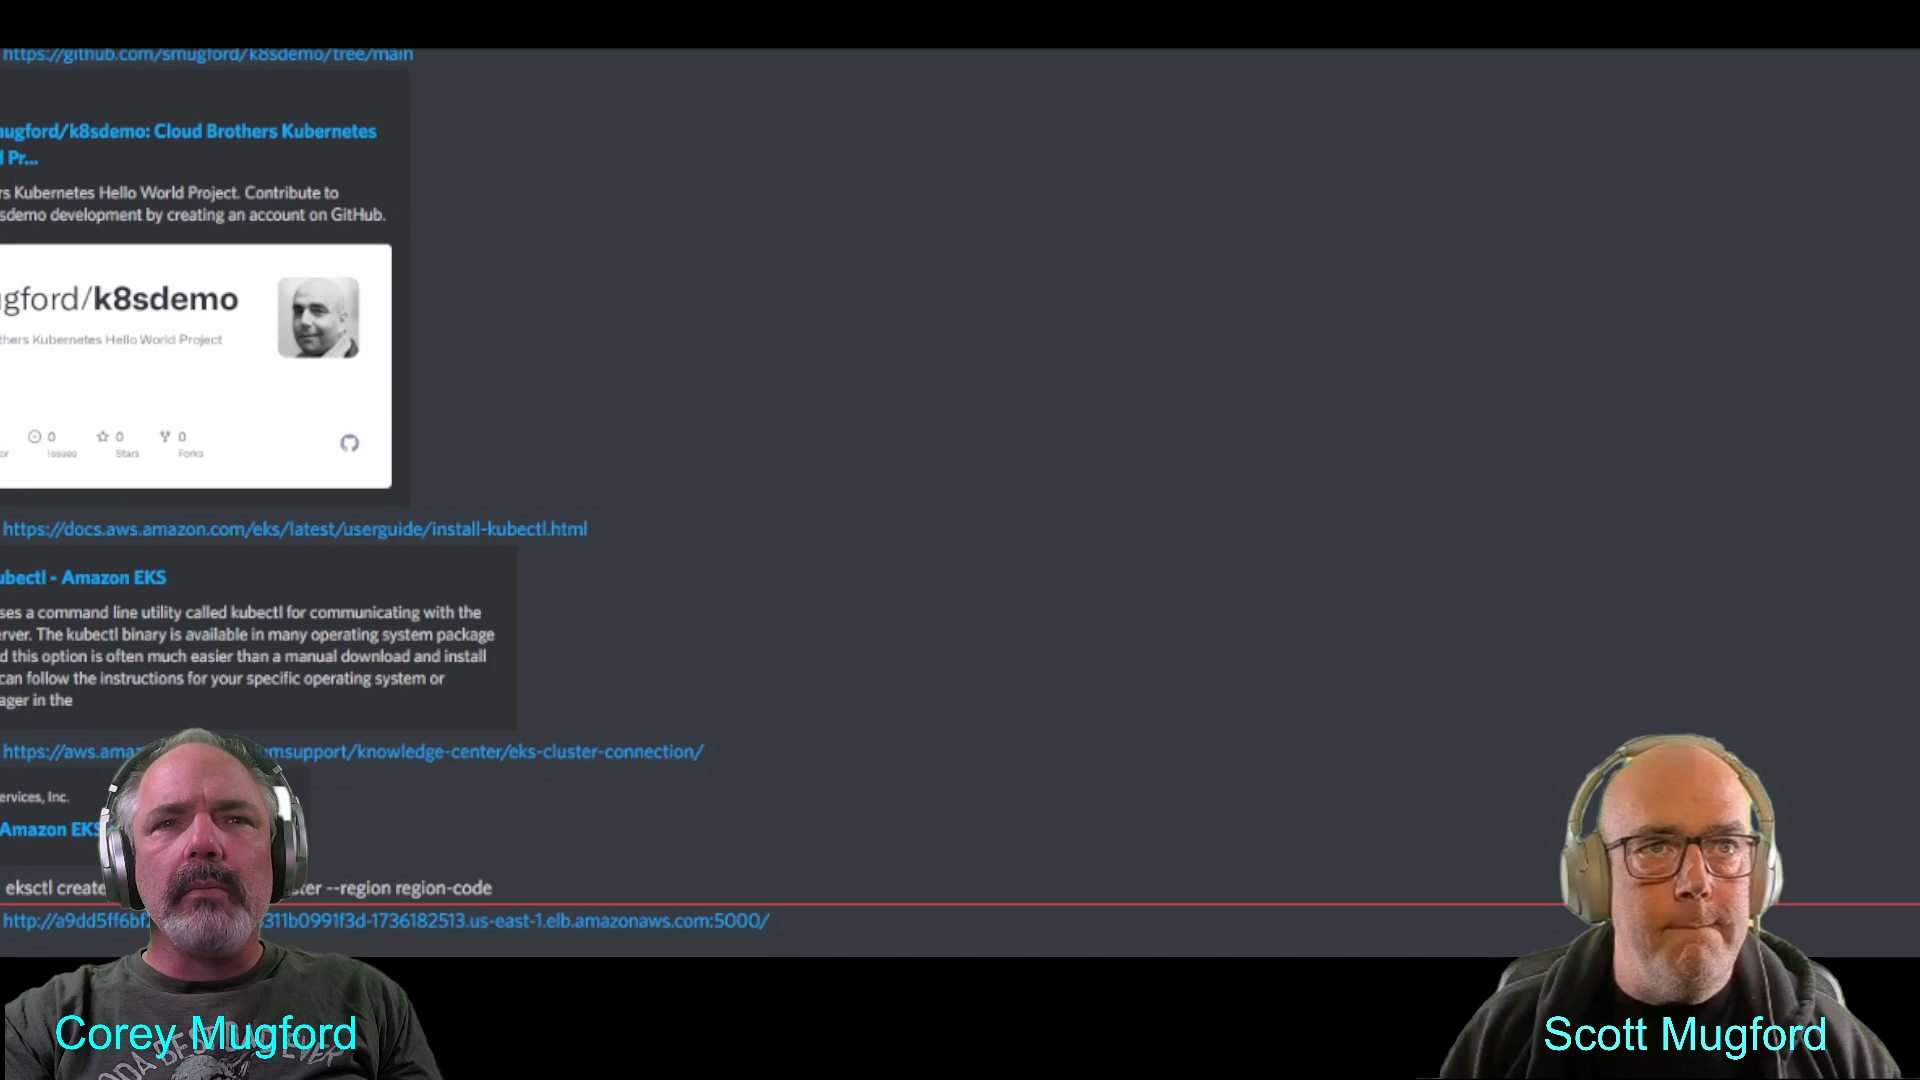 https://github.com/smugford/k8sdemo/tree/main
mugford/k8sdemo: Cloud Brothers Kubernetes
Pr...
Kubernetes Hello World Project. Contribute to
sdemo development by creating an account on GitHub.
gford/k8sdemo
thers Kubernetes Hello World Project
0 0 0
Issues Stars Forks
https://docs.aws.amazon.com/eks/latest/userguide/install-kubectl.html
ubectl - Amazon EKS
ses a command line utility called kubectl for communicating with the
erver. The kubectl binary is available in many operating system package
d this option is often much easier than a manual download and install
can follow the instructions for your specific operating system or
ager in the
https://aws.ama msupport/knowledge-center/eks-cluster-connection/
ervices, Inc.
Amazon EKS
eksctl create ter --region region-code
http://a9dd5ff6bf 311b0991f3d-1736182513.us-east-1.elb.amazonaws.com:5000/
Corey Mugford
Scott Mugford